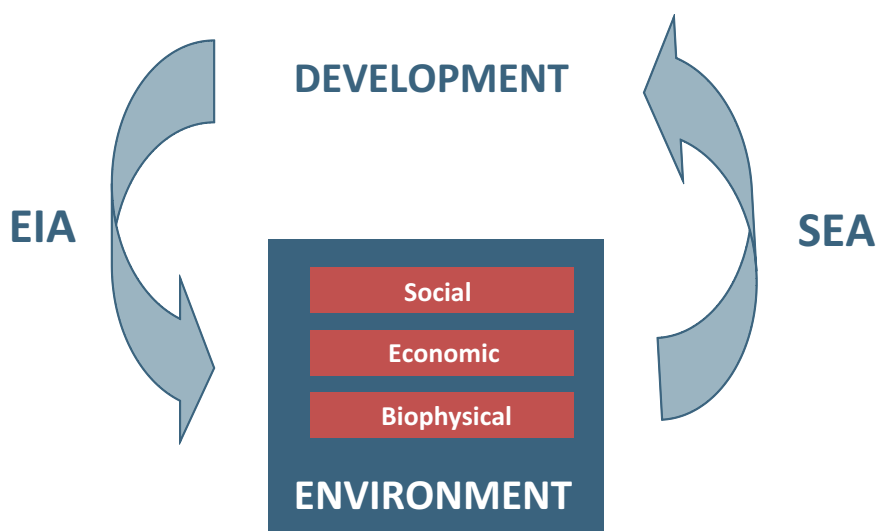 DEVELOPMENT
EIA
SEA
Social
Economic
Biophysical
ENVIRONMENT